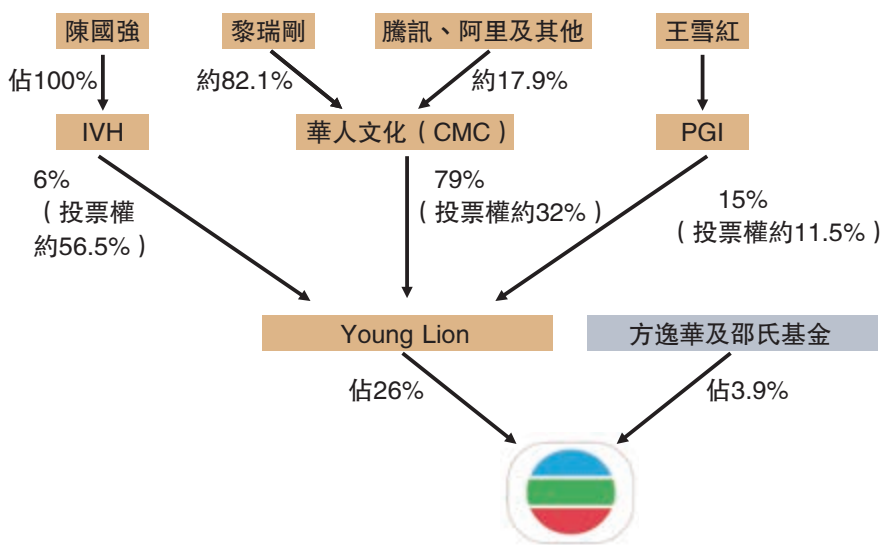 陳國強
黎瑞剛
騰訊、阿里及其他
王雪紅
佔100%
約82.1%
約17.9%
IVH
華人文化（CMC）
PGI
6%
（投票權
約56.5%）
79%
（投票權約32%）
15%
（投票權約11.5%）
Young Lion
方逸華及邵氏基金
佔26%
佔3.9%